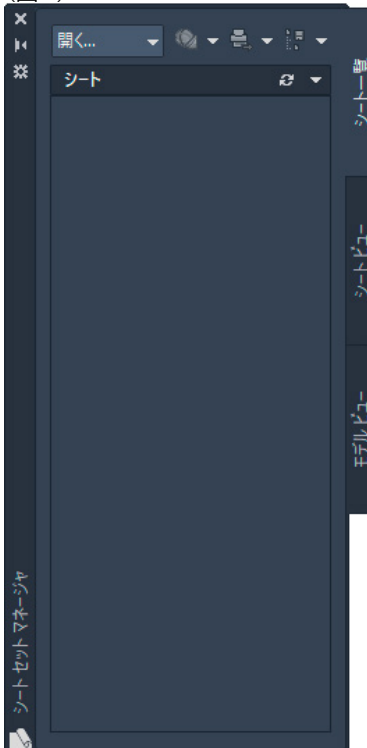 開く...
シート
シート一覧
シート ビュー
モデル ビュー
シート セット マネージャ